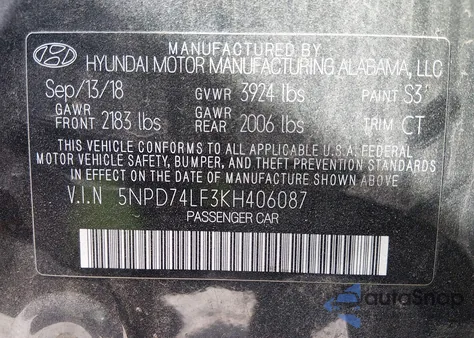 MANUFACTURED BY
HYUNDAI MOTOR MANUFACTURING ALABAMA, LLC
Sep/13/18 GVWR 3924 lbs PAINT S3
GAWR FRONT 2183 lbs GAWR REAR 2006 lbs TRIM CT
THIS VEHICLE CONFORMS TO ALL APPLICABLE U.S.A FEDERAL
MOTOR VEHICLE SAFETY, BUMPER, AND THEFT PREVENTION STANDARDS
IN EFFECT ON THE DATE OF MANUFACTURE SHOWN ABOVE.
V.I.N 5NPD74LF3KH406087
PASSENGER CAR
autoSnap